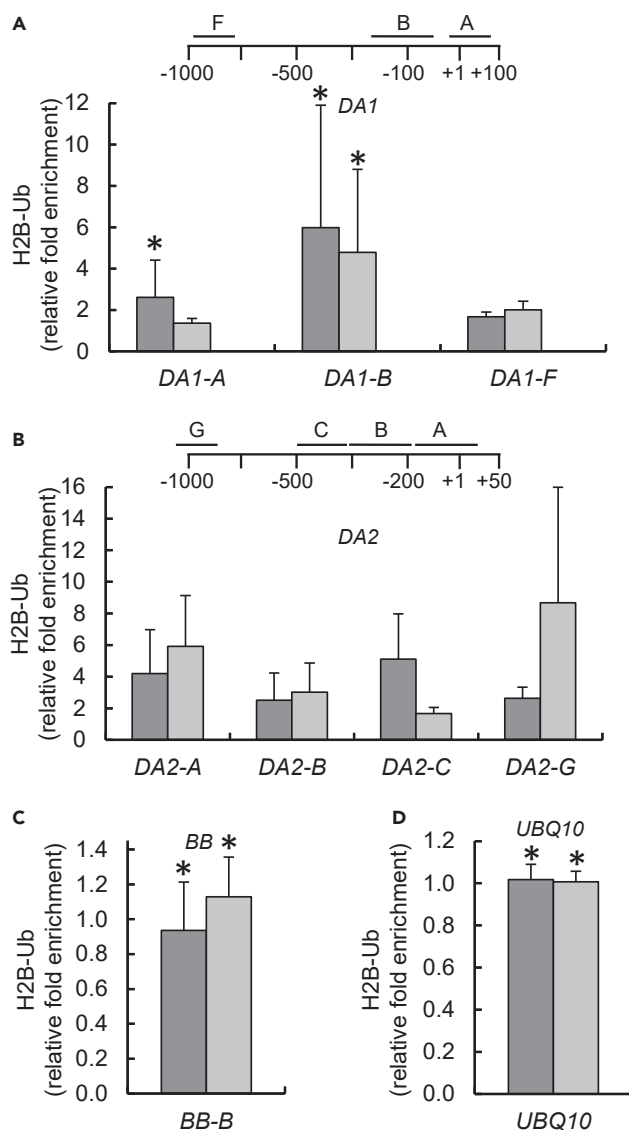 A
F B A
-1000 -500 -100 +1 +100
DA1
H2B-Ub
(relative fold enrichment)
12
10
8
6
4
2
0
* * *
DA1-A DA1-B DA1-F
B
G C B A
-1000 -500 -200 +1 +50
DA2
H2B-Ub
(relative fold enrichment)
16
14
12
10
8
6
4
2
0
DA2-A DA2-B DA2-C DA2-G
C
BB
H2B-Ub
(relative fold enrichment)
1.4
1.2
1.0
0.8
0.6
0.4
0.2
0.0
* *
BB-B
D
UBQ10
H2B-Ub
(relative fold enrichment)
1.2
1.0
0.8
0.6
0.4
0.2
0.0
* *
UBQ10